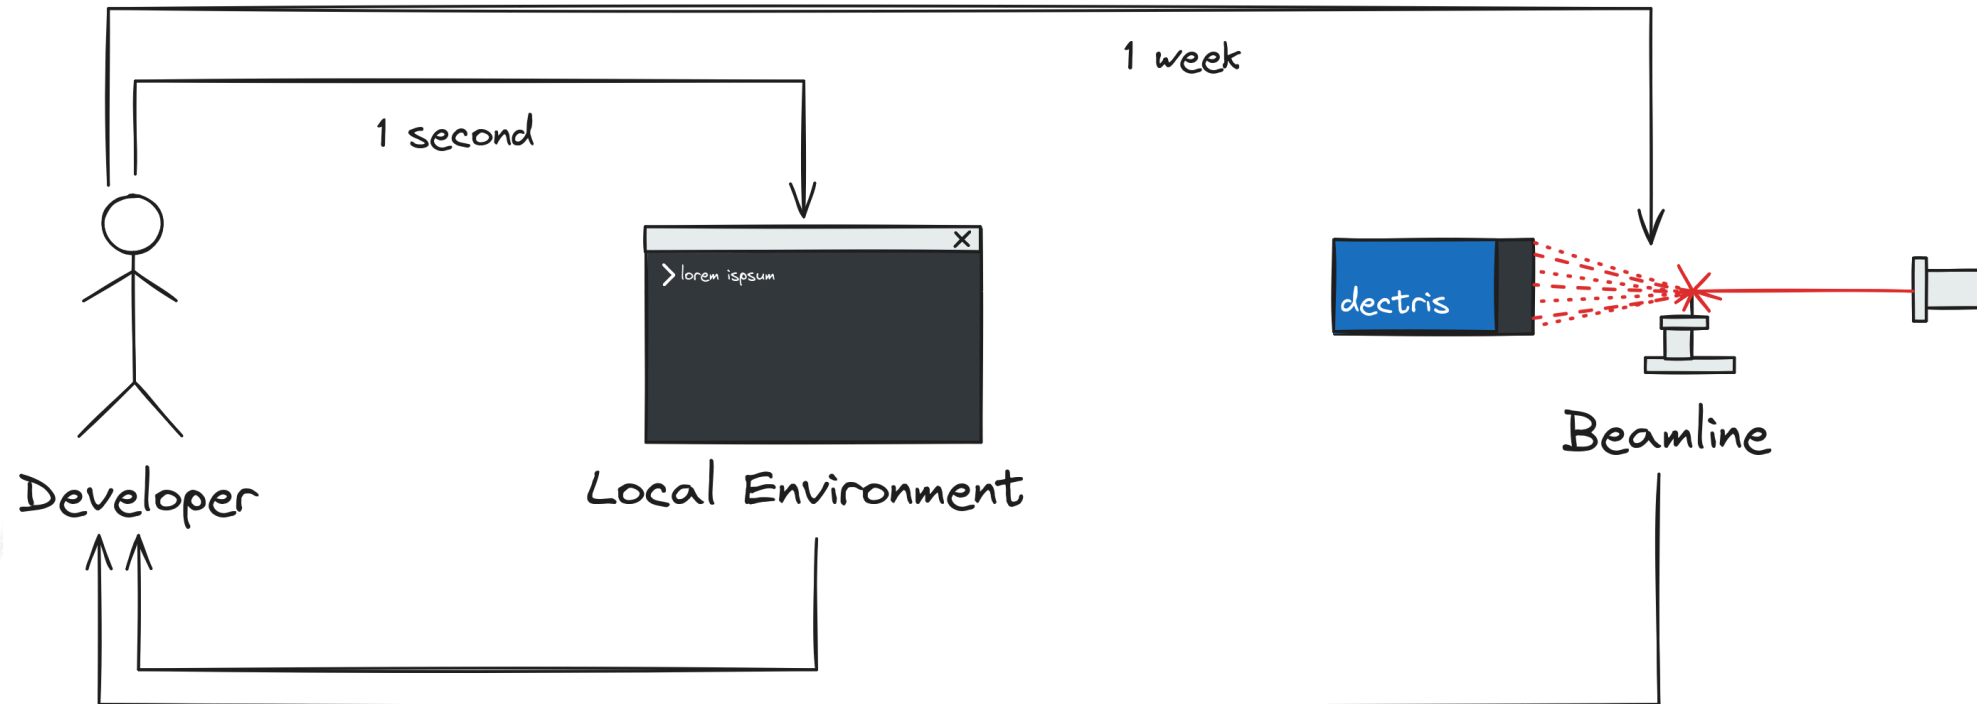 1 week
1 second
lorem ispsum
dectris
Beamline
Developer
Local Environment